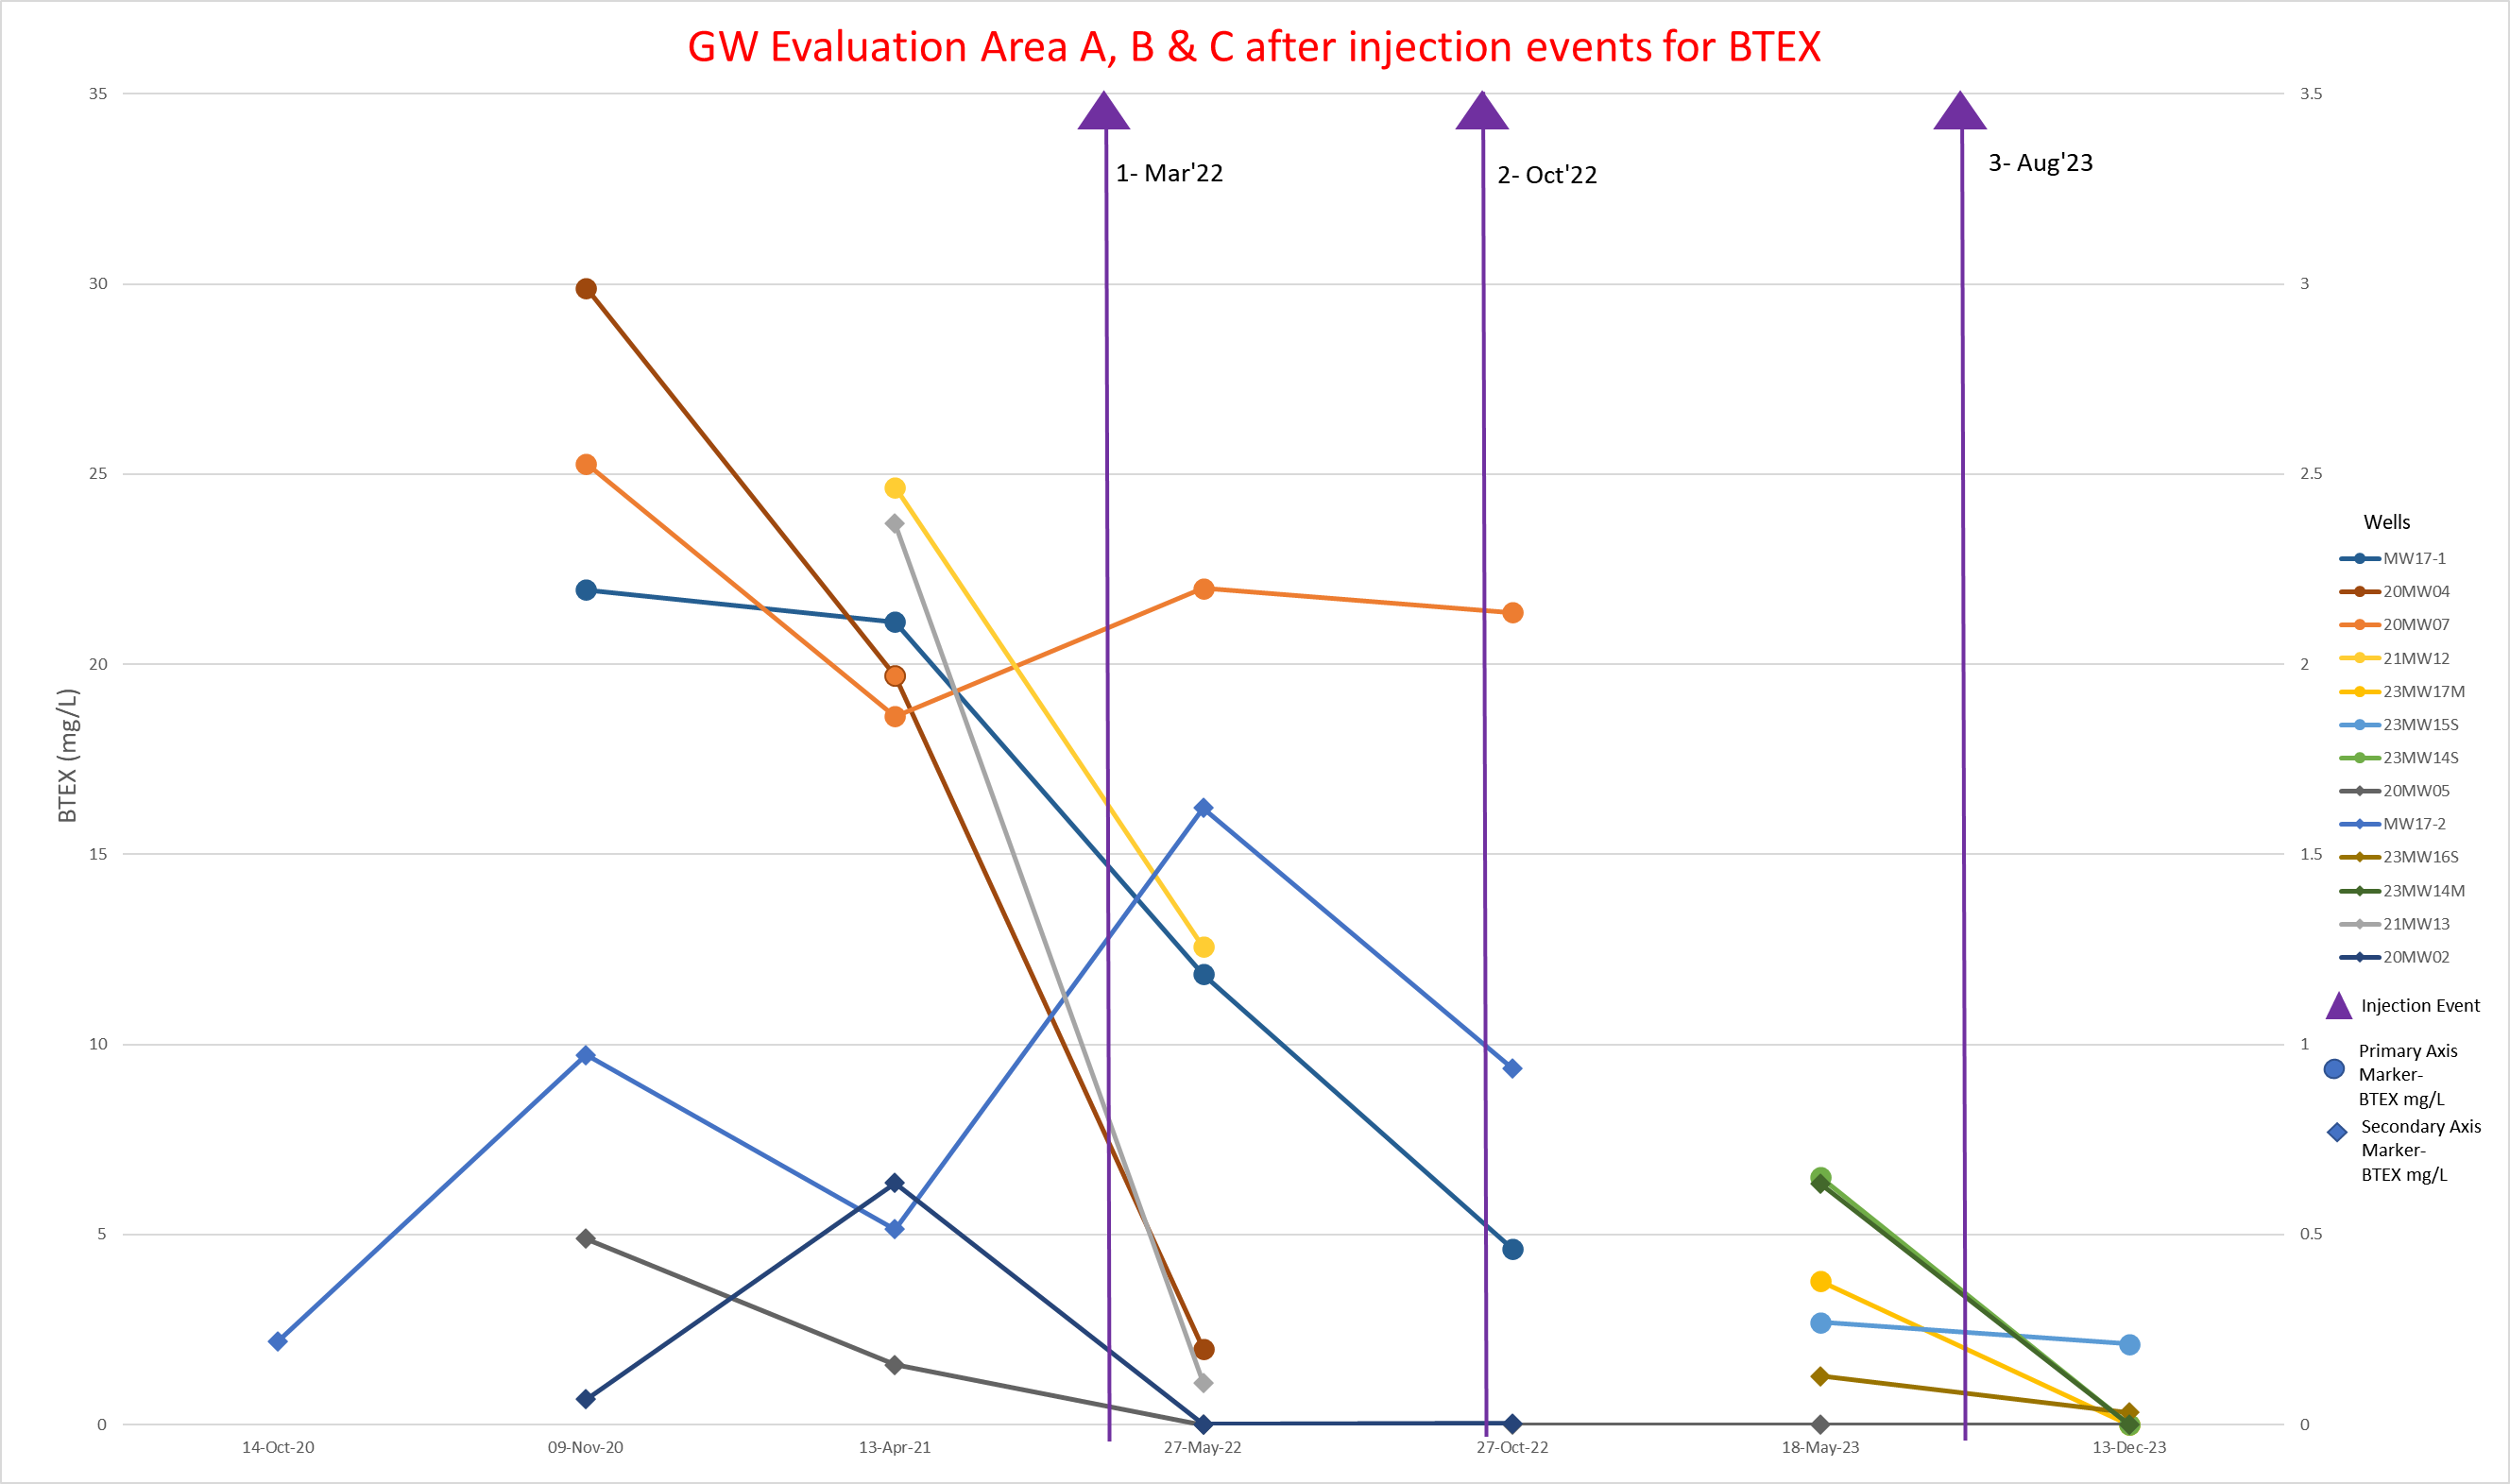 GW Evaluation Area A, B & C after injection events for BTEX
35
30
25
20
15
10
5
0
BTEX (mg/L)
3.5
3
2.5
2
1.5
1
0.5
0
1- Mar'22
2- Oct'22
3- Aug'23
14-Oct-20
09-Nov-20
13-Apr-21
27-May-22
27-Oct-22
18-May-23
13-Dec-23
Wells
MW17-1
20MW04
20MW07
21MW12
23MW17M
23MW15S
23MW14S
20MW05
MW17-2
23MW16S
23MW14M
21MW13
20MW02
Injection Event
Primary Axis
Marker-
BTEX mg/L
Secondary Axis
Marker-
BTEX mg/L